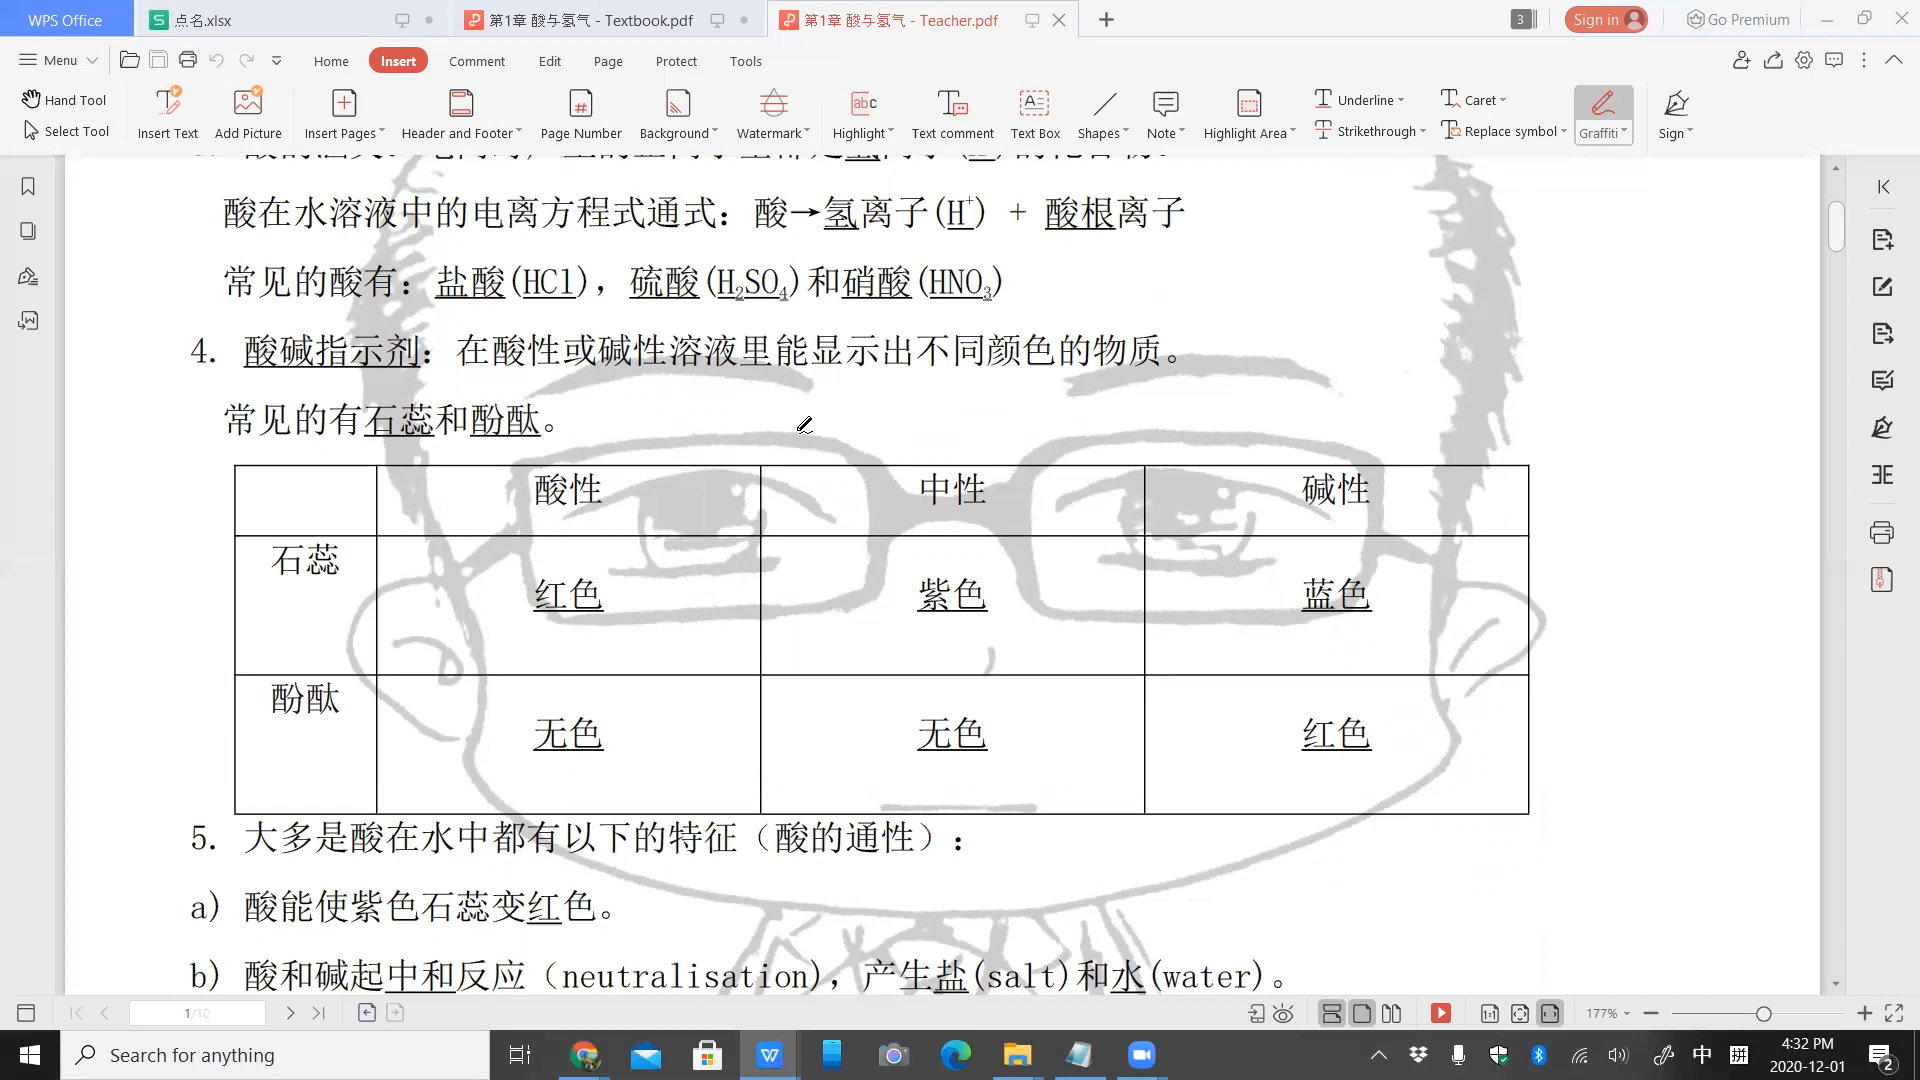 WPS Office 点名.xlsx 第1章 酸与氢气 - Textbook.pdf 第1章 酸与氢气 - Teacher.pdf 3 Sign in Go Premium
Menu Home Insert Comment Edit Page Protect Tools
Hand Tool
Select Tool
Insert Text Add Picture Insert Pages Header and Footer Page Number Background Watermark Highlight Text comment Text Box Shapes Note Highlight Area
Underline Caret
Strikethrough Replace symbol
Graffiti Sign
酸在水溶液中的电离方程式通式：酸→氢离子(H⁺) + 酸根离子
常见的酸有：盐酸(HCl)，硫酸(H₂SO₄)和硝酸(HNO₃)
4. 酸碱指示剂：在酸性或碱性溶液里能显示出不同颜色的物质。
常见的有石蕊和酚酞。
酸性 中性 碱性
石蕊 红色 紫色 蓝色
酚酞 无色 无色 红色
5. 大多是酸在水中都有以下的特征（酸的通性）：
a) 酸能使紫色石蕊变红色。
b) 酸和碱起中和反应（neutralisation)，产生盐(salt)和水(water)。
1/10 1:1 177%
Search for anything 中 拼 4:32 PM
2020-12-01 2